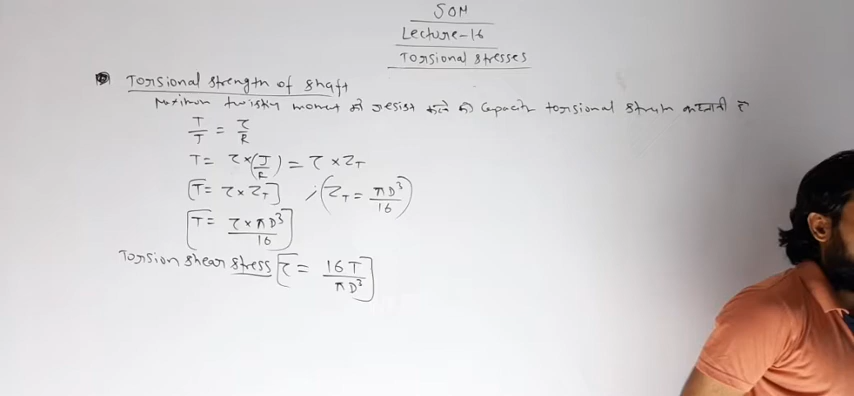 SOM
Lecture-16
Torsional stresses
Torsional strength of shaft
Maximum twisting moment को resist करने की capacity torsional strength कहलाती है
T/J = τ/R
T = τ × (J/R) = τ × Z_T
T = τ × Z_T ; (Z_T = πD³/16)
T = τ × πD³/16
Torsion shear stress τ = 16T/πD³